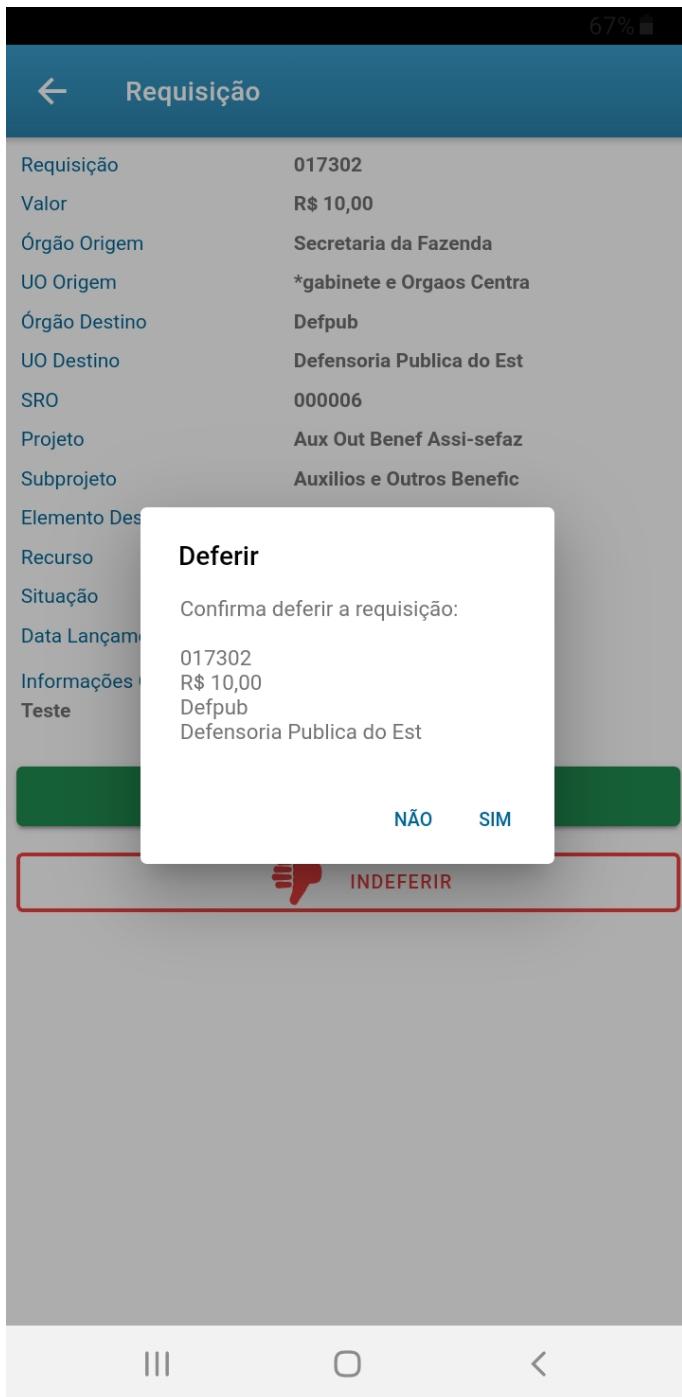 67%
Requisição
Requisição 017302
Valor R$ 10,00
Órgão Origem Secretaria da Fazenda
UO Origem *gabinete e Orgaos Centra
Órgão Destino Defpub
UO Destino Defensoria Publica do Est
SRO 000006
Projeto Aux Out Benef Assi-sefaz
Subprojeto Auxilios e Outros Benefic
Elemento Des
Recurso
Situação
Data Lançam
Informações
Teste
Deferir
Confirma deferir a requisição:
017302
R$ 10,00
Defpub
Defensoria Publica do Est
NÃO SIM
INDEFERIR